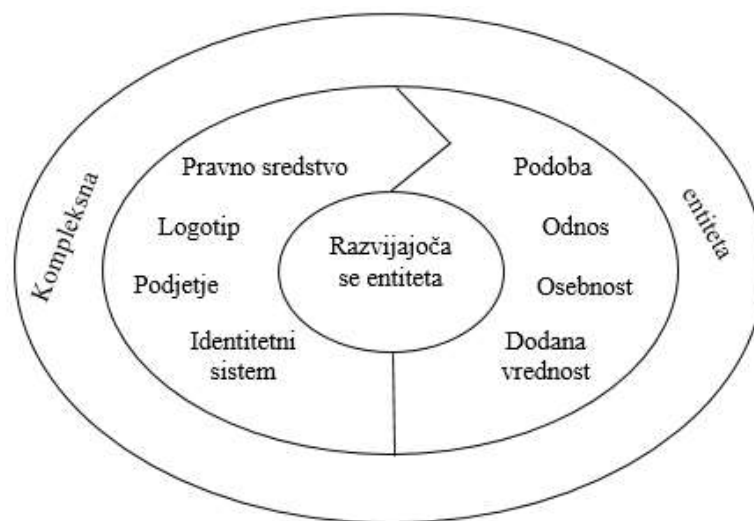 Kompleksna
entiteta
Pravno sredstvo
Logotip
Podjetje
Identitetni
sistem
Razvijajoča
se entiteta
Podoba
Odnos
Osebnost
Dodana
vrednost